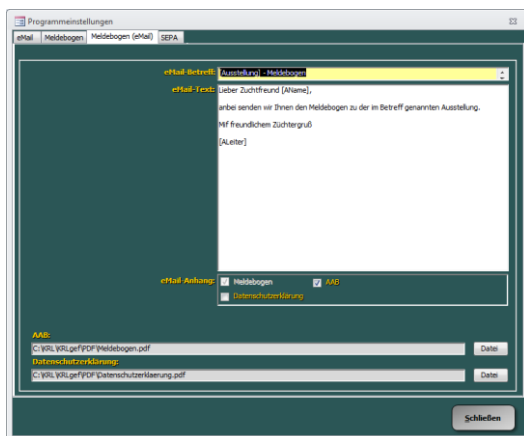 Programmeinstellungen
eMail Meldebogen Meldebogen (eMail) SEPA
eMail-Betreff: [Ausstellung] - Meldebogen
eMail-Text: Lieber Zuchtfreund [AName],
anbei senden wir Ihnen den Meldebogen zu der im Betreff genannten Ausstellung.
Mif freundlichem Züchtergruß
[ALeiter]
eMail-Anhang: Meldebogen AAB
Datenschutzerklärung
AAB:
C:\KRL\KRLgef\PDF\Meldebogen.pdf Datei
Datenschutzerklärung:
C:\KRL\KRLgef\PDF\Datenschutzerklaerung.pdf Datei
Schließen